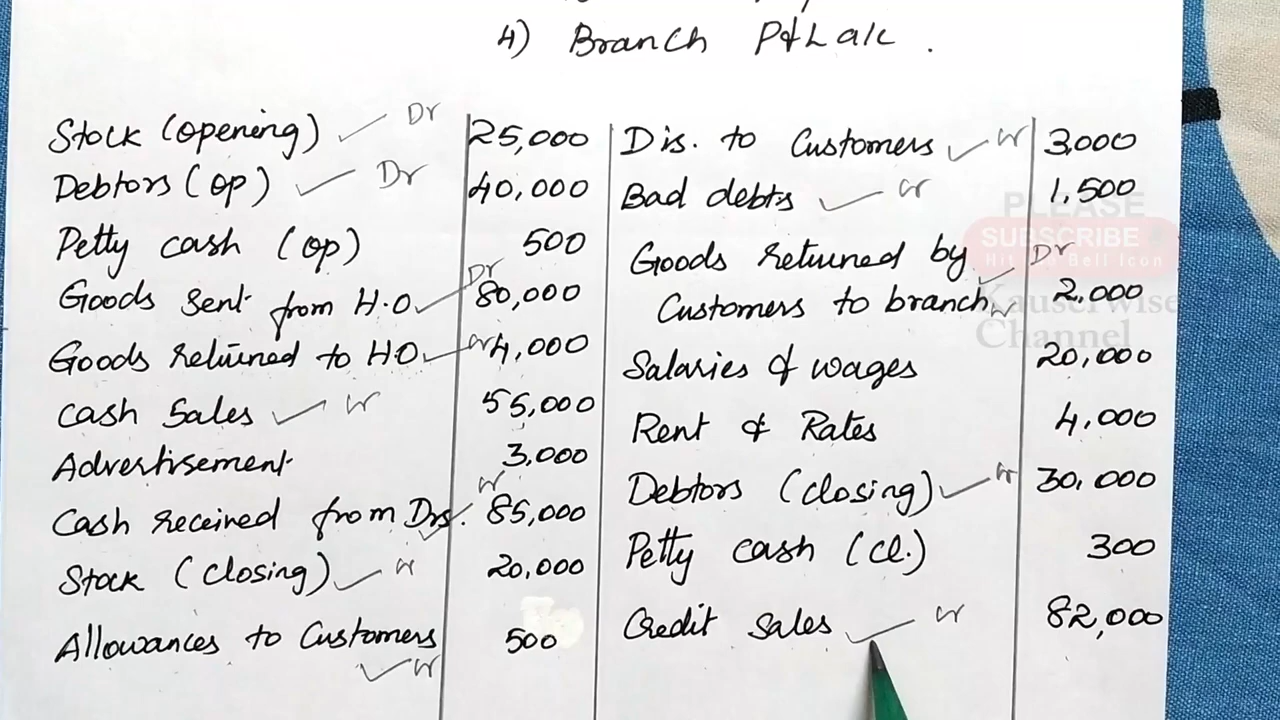 4) Branch P&L a/c.
Stock (opening) Dr 25,000
Debtors (op) Dr 40,000
Petty cash (op) 500
Goods sent from H.O Dr 80,000
Goods returned to HO. cr 4,000
Cash Sales cr 55,000
Advertisement 3,000
Cash received from Drs. cr 85,000
Stock (closing) cr 20,000
Allowances to Customers 500
cr
Dis. to Customers cr 3,000
Bad debts cr 1,500
Goods returned by Dr
Customers to branch cr 2,000
Salaries & wages 20,000
Rent & Rates 4,000
Debtors (closing) cr 30,000
Petty cash (cl.) 300
Credit sales cr 82,000
PLEASE
SUBSCRIBE
Hit Bell Icon
Kauserwise
Channel